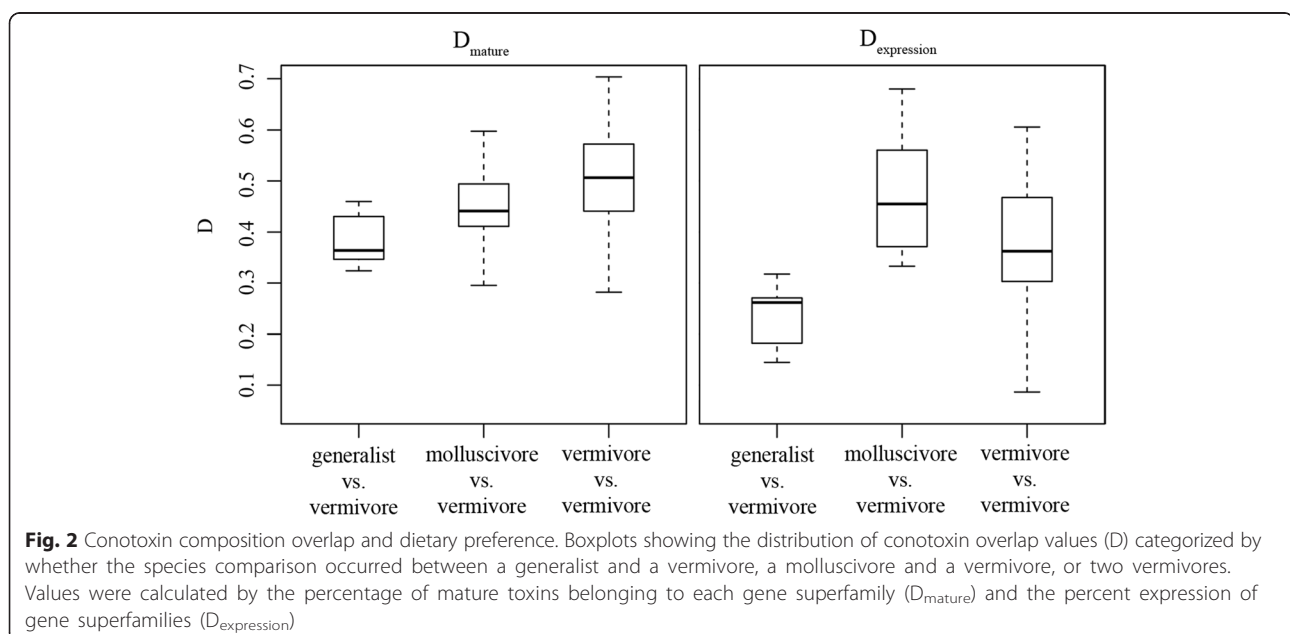 D_mature D_expression
D
0.7
0.6
0.5
0.4
0.3
0.2
0.1
generalist
vs.
vermivore
molluscivore
vs.
vermivore
vermivore
vs.
vermivore
generalist
vs.
vermivore
molluscivore
vs.
vermivore
vermivore
vs.
vermivore
Fig. 2 Conotoxin composition overlap and dietary preference. Boxplots showing the distribution of conotoxin overlap values (D) categorized by
whether the species comparison occurred between a generalist and a vermivore, a molluscivore and a vermivore, or two vermivores.
Values were calculated by the percentage of mature toxins belonging to each gene superfamily (D_mature) and the percent expression of
gene superfamilies (D_expression)